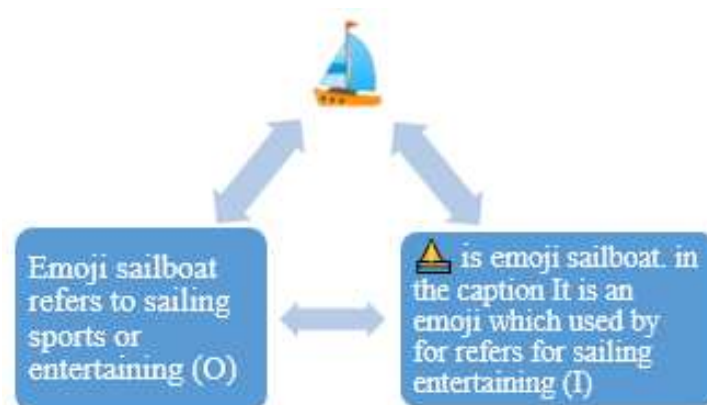 Emoji sailboat
refers to sailing
sports or
entertaining (O)
is emoji sailboat. in
the caption It is an
emoji which used by
for refers for sailing
entertaining (I)